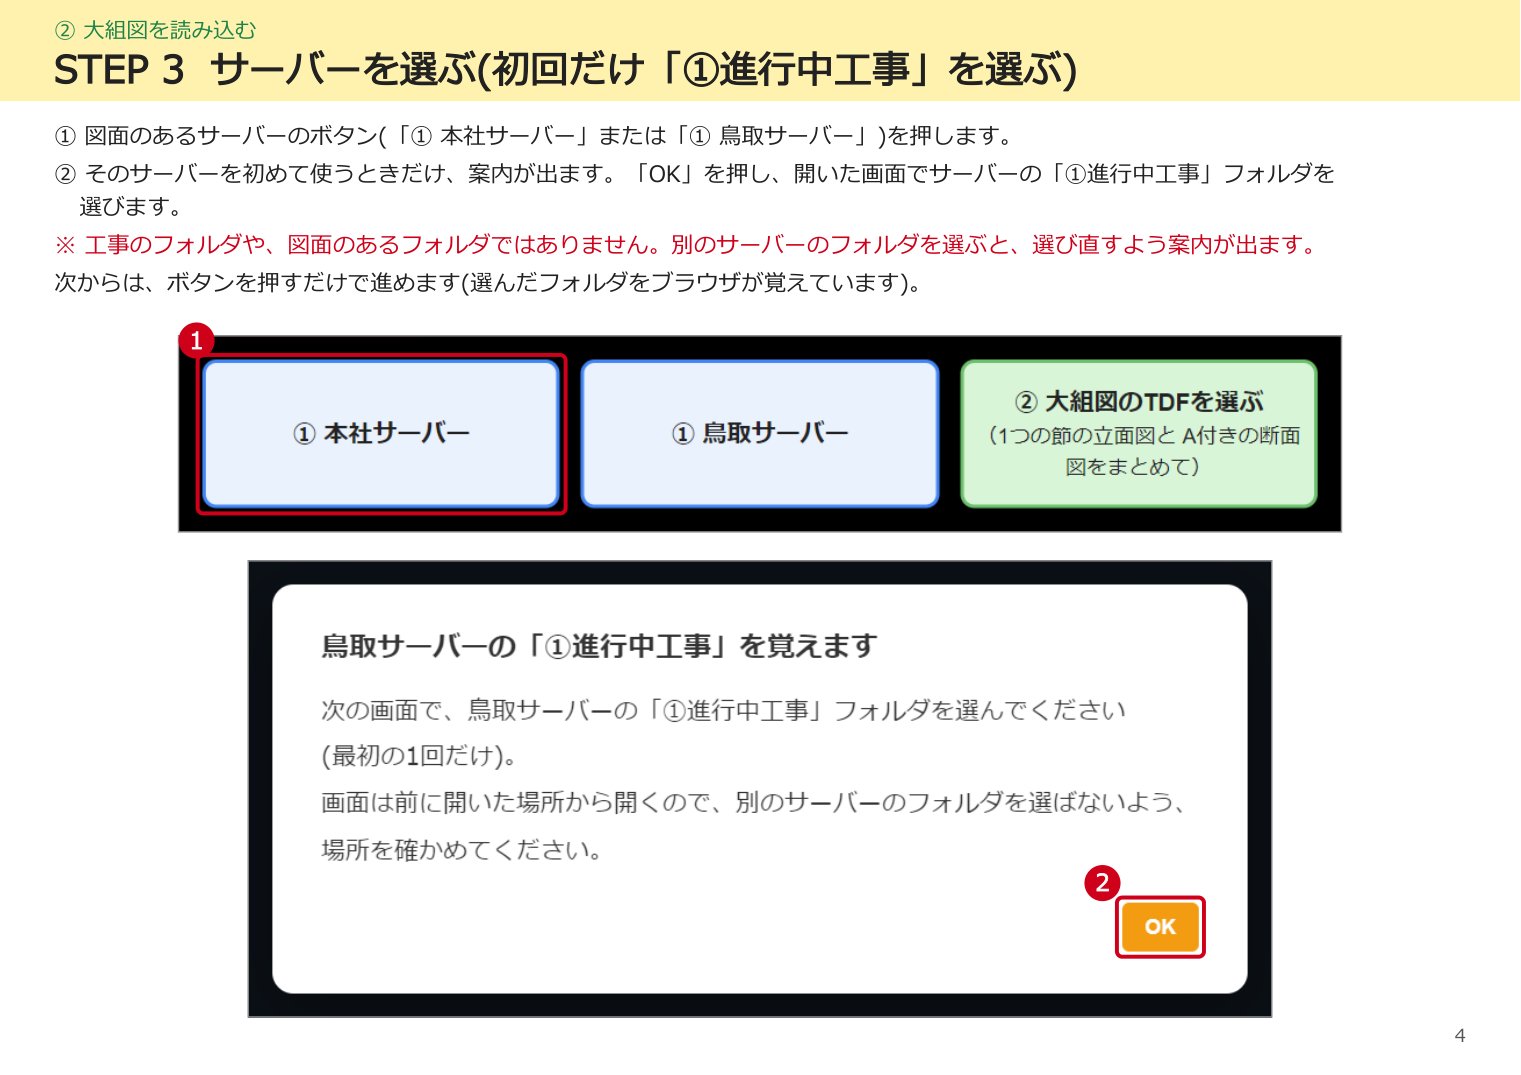 ② 大組図を読み込む
STEP 3 サーバーを選ぶ(初回だけ「①進行中工事」を選ぶ)
① 図面のあるサーバーのボタン(「① 本社サーバー」または「① 鳥取サーバー」)を押します。
② そのサーバーを初めて使うときだけ、案内が出ます。「OK」を押し、開いた画面でサーバーの「①進行中工事」フォルダを
選びます。
※ 工事のフォルダや、図面のあるフォルダではありません。別のサーバーのフォルダを選ぶと、選び直すよう案内が出ます。
次からは、ボタンを押すだけで進めます(選んだフォルダをブラウザが覚えています)。
1
① 本社サーバー
① 鳥取サーバー
② 大組図のTDFを選ぶ
（1つの節の立面図と A付きの断面
図をまとめて）
鳥取サーバーの「①進行中工事」を覚えます
次の画面で、鳥取サーバーの「①進行中工事」フォルダを選んでください
(最初の1回だけ)。
画面は前に開いた場所から開くので、別のサーバーのフォルダを選ばないよう、
場所を確かめてください。
2
OK
4